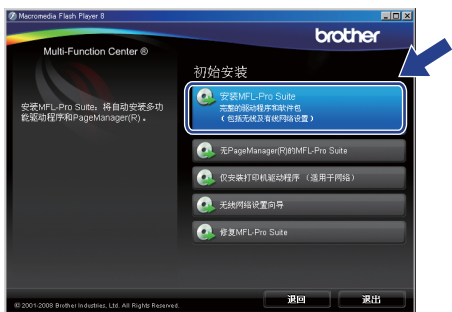 Macromedia Flash Player 8
brother
Multi-Function Center ®
初始安装
安装MFL-Pro Suite：将自动安装多功
能驱动程序和PageManager(R)。
安装MFL-Pro Suite
完整的驱动程序和软件包
（包括无线及有线网络设置）
无PageManager(R)的MFL-Pro Suite
仅安装打印机驱动程序 （适用于网络）
无线网络设置向导
修复MFL-Pro Suite
© 2001-2008 Brother Industries, Ltd. All Rights Reserved.
退回
退出